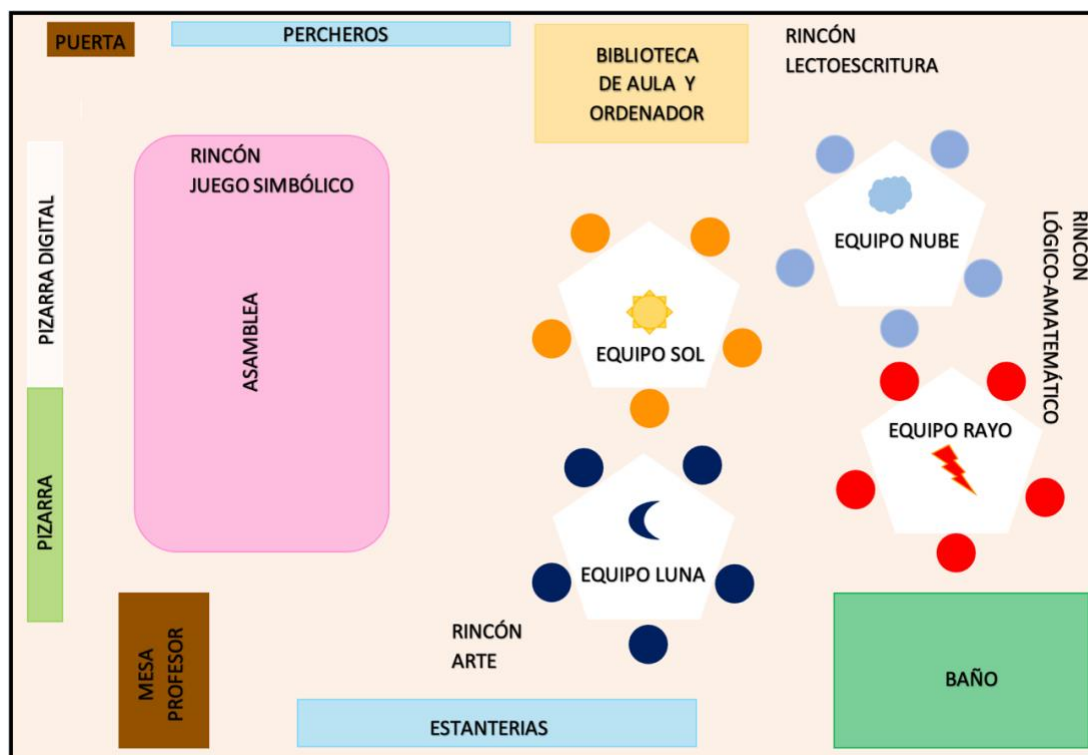 PUERTA
PERCHEROS
BIBLIOTECA
DE AULA Y
ORDENADOR
RINCÓN
LECTOESCRITURA
RINCÓN
JUEGO SIMBÓLICO
PIZARRA DIGITAL
ASAMBLEA
EQUIPO NUBE
RINCÓN
LÓGICO-AMATEMÁTICO
EQUIPO SOL
EQUIPO RAYO
PIZARRA
EQUIPO LUNA
MESA
PROFESOR
RINCÓN
ARTE
ESTANTERIAS
BAÑO